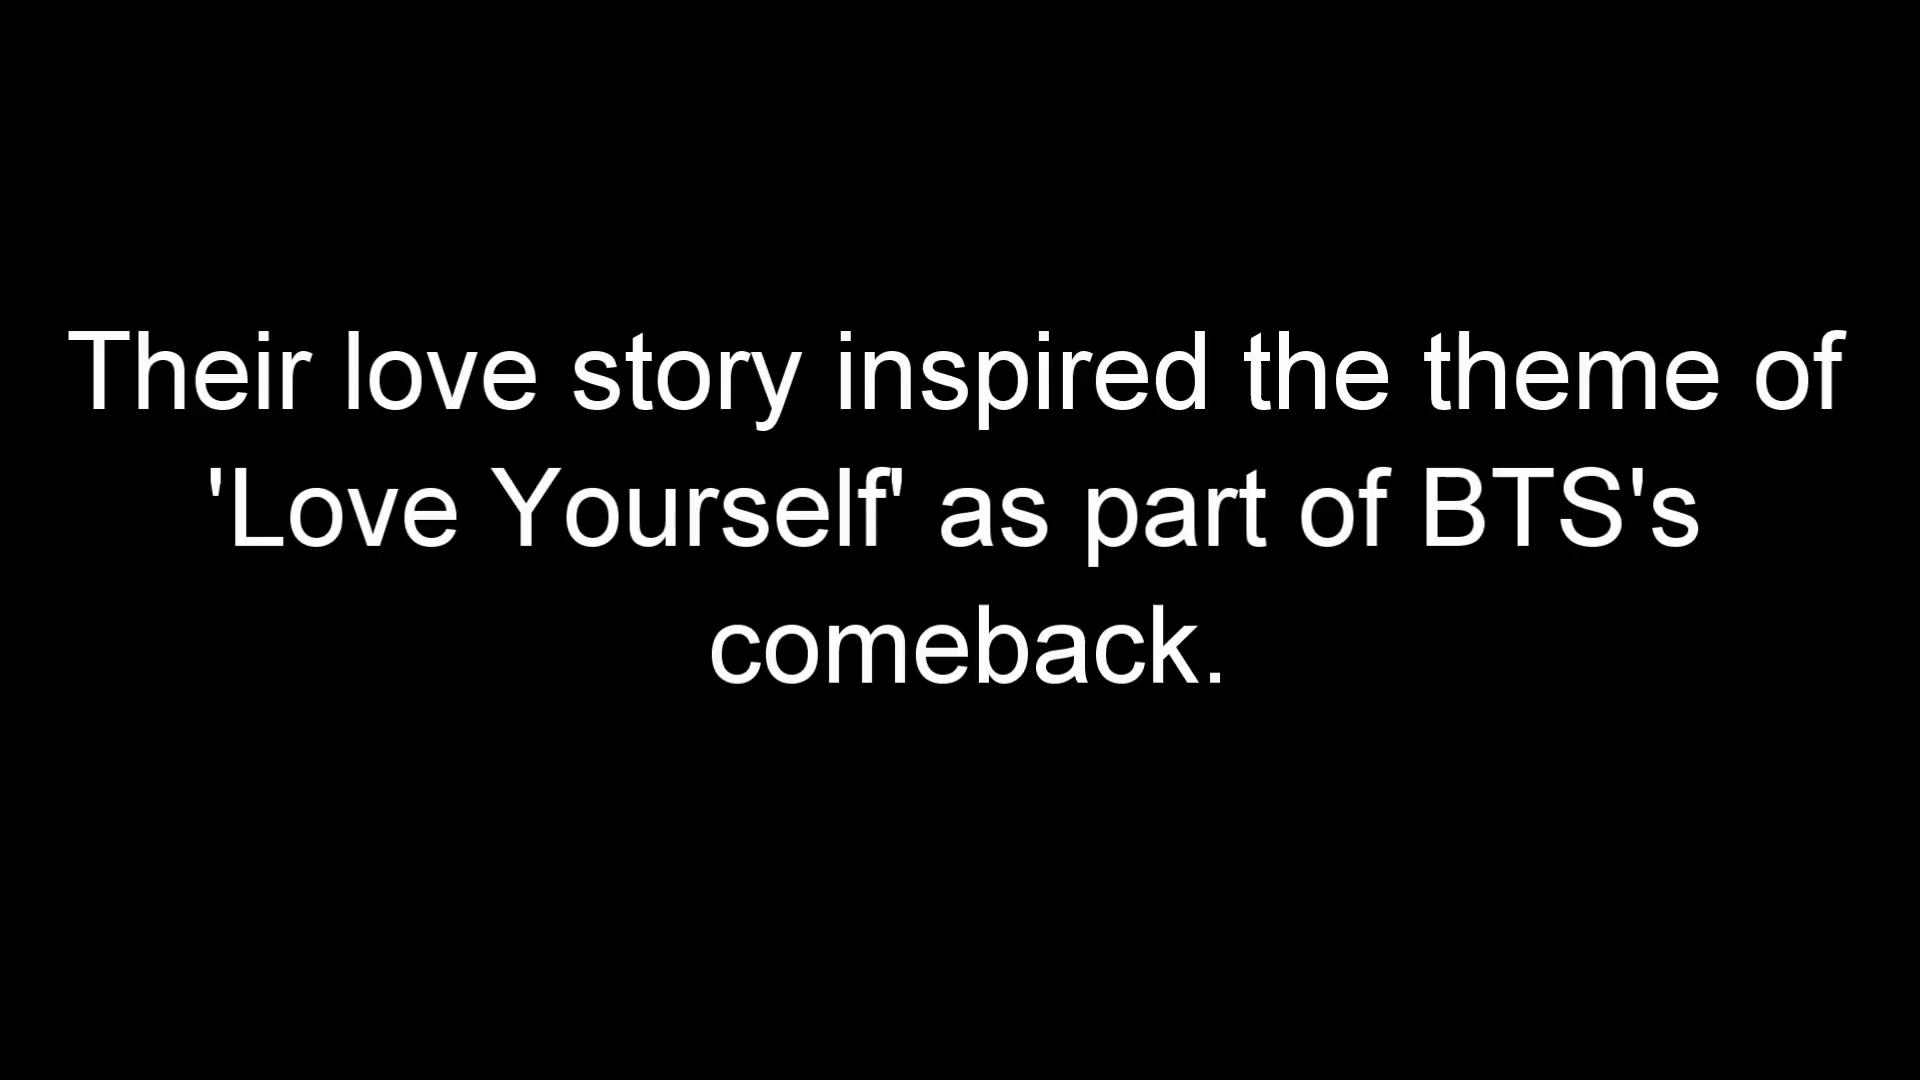 Their love story inspired the theme of
'Love Yourself' as part of BTS's
comeback.